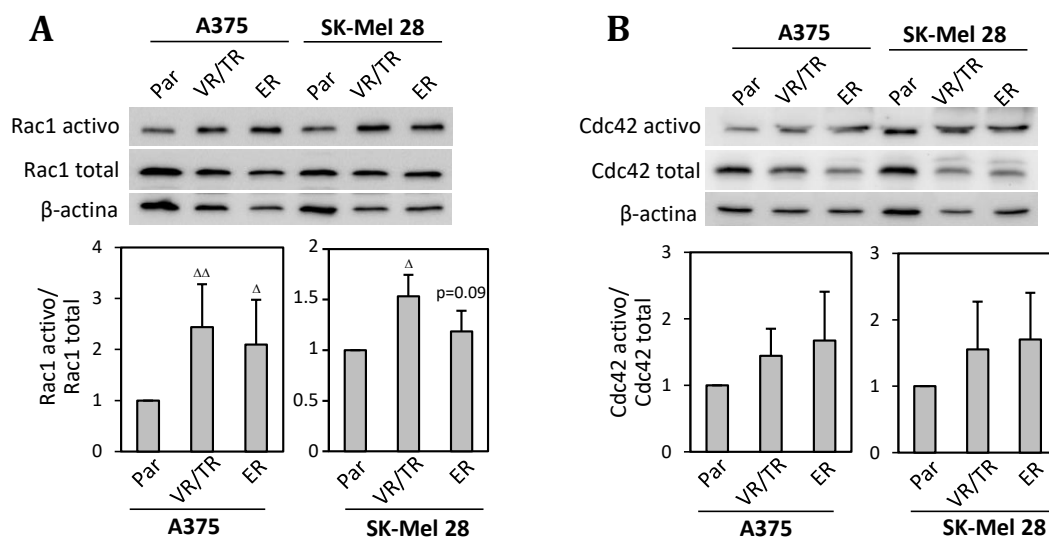 A
A375 SK-Mel 28
Par VR/TR ER Par VR/TR ER
Rac1 activo
Rac1 total
β-actina
Rac1 activo/
Rac1 total
4
3
2
1
0
ΔΔ
Δ
Par VR/TR ER
A375
2
1.5
1
0.5
0
Δ
p=0.09
Par VR/TR ER
SK-Mel 28
B
A375 SK-Mel 28
Par VR/TR ER Par VR/TR ER
Cdc42 activo
Cdc42 total
β-actina
Cdc42 activo/
Cdc42 total
3
2
1
0
Par VR/TR ER
A375
3
2
1
0
Par VR/TR ER
SK-Mel 28